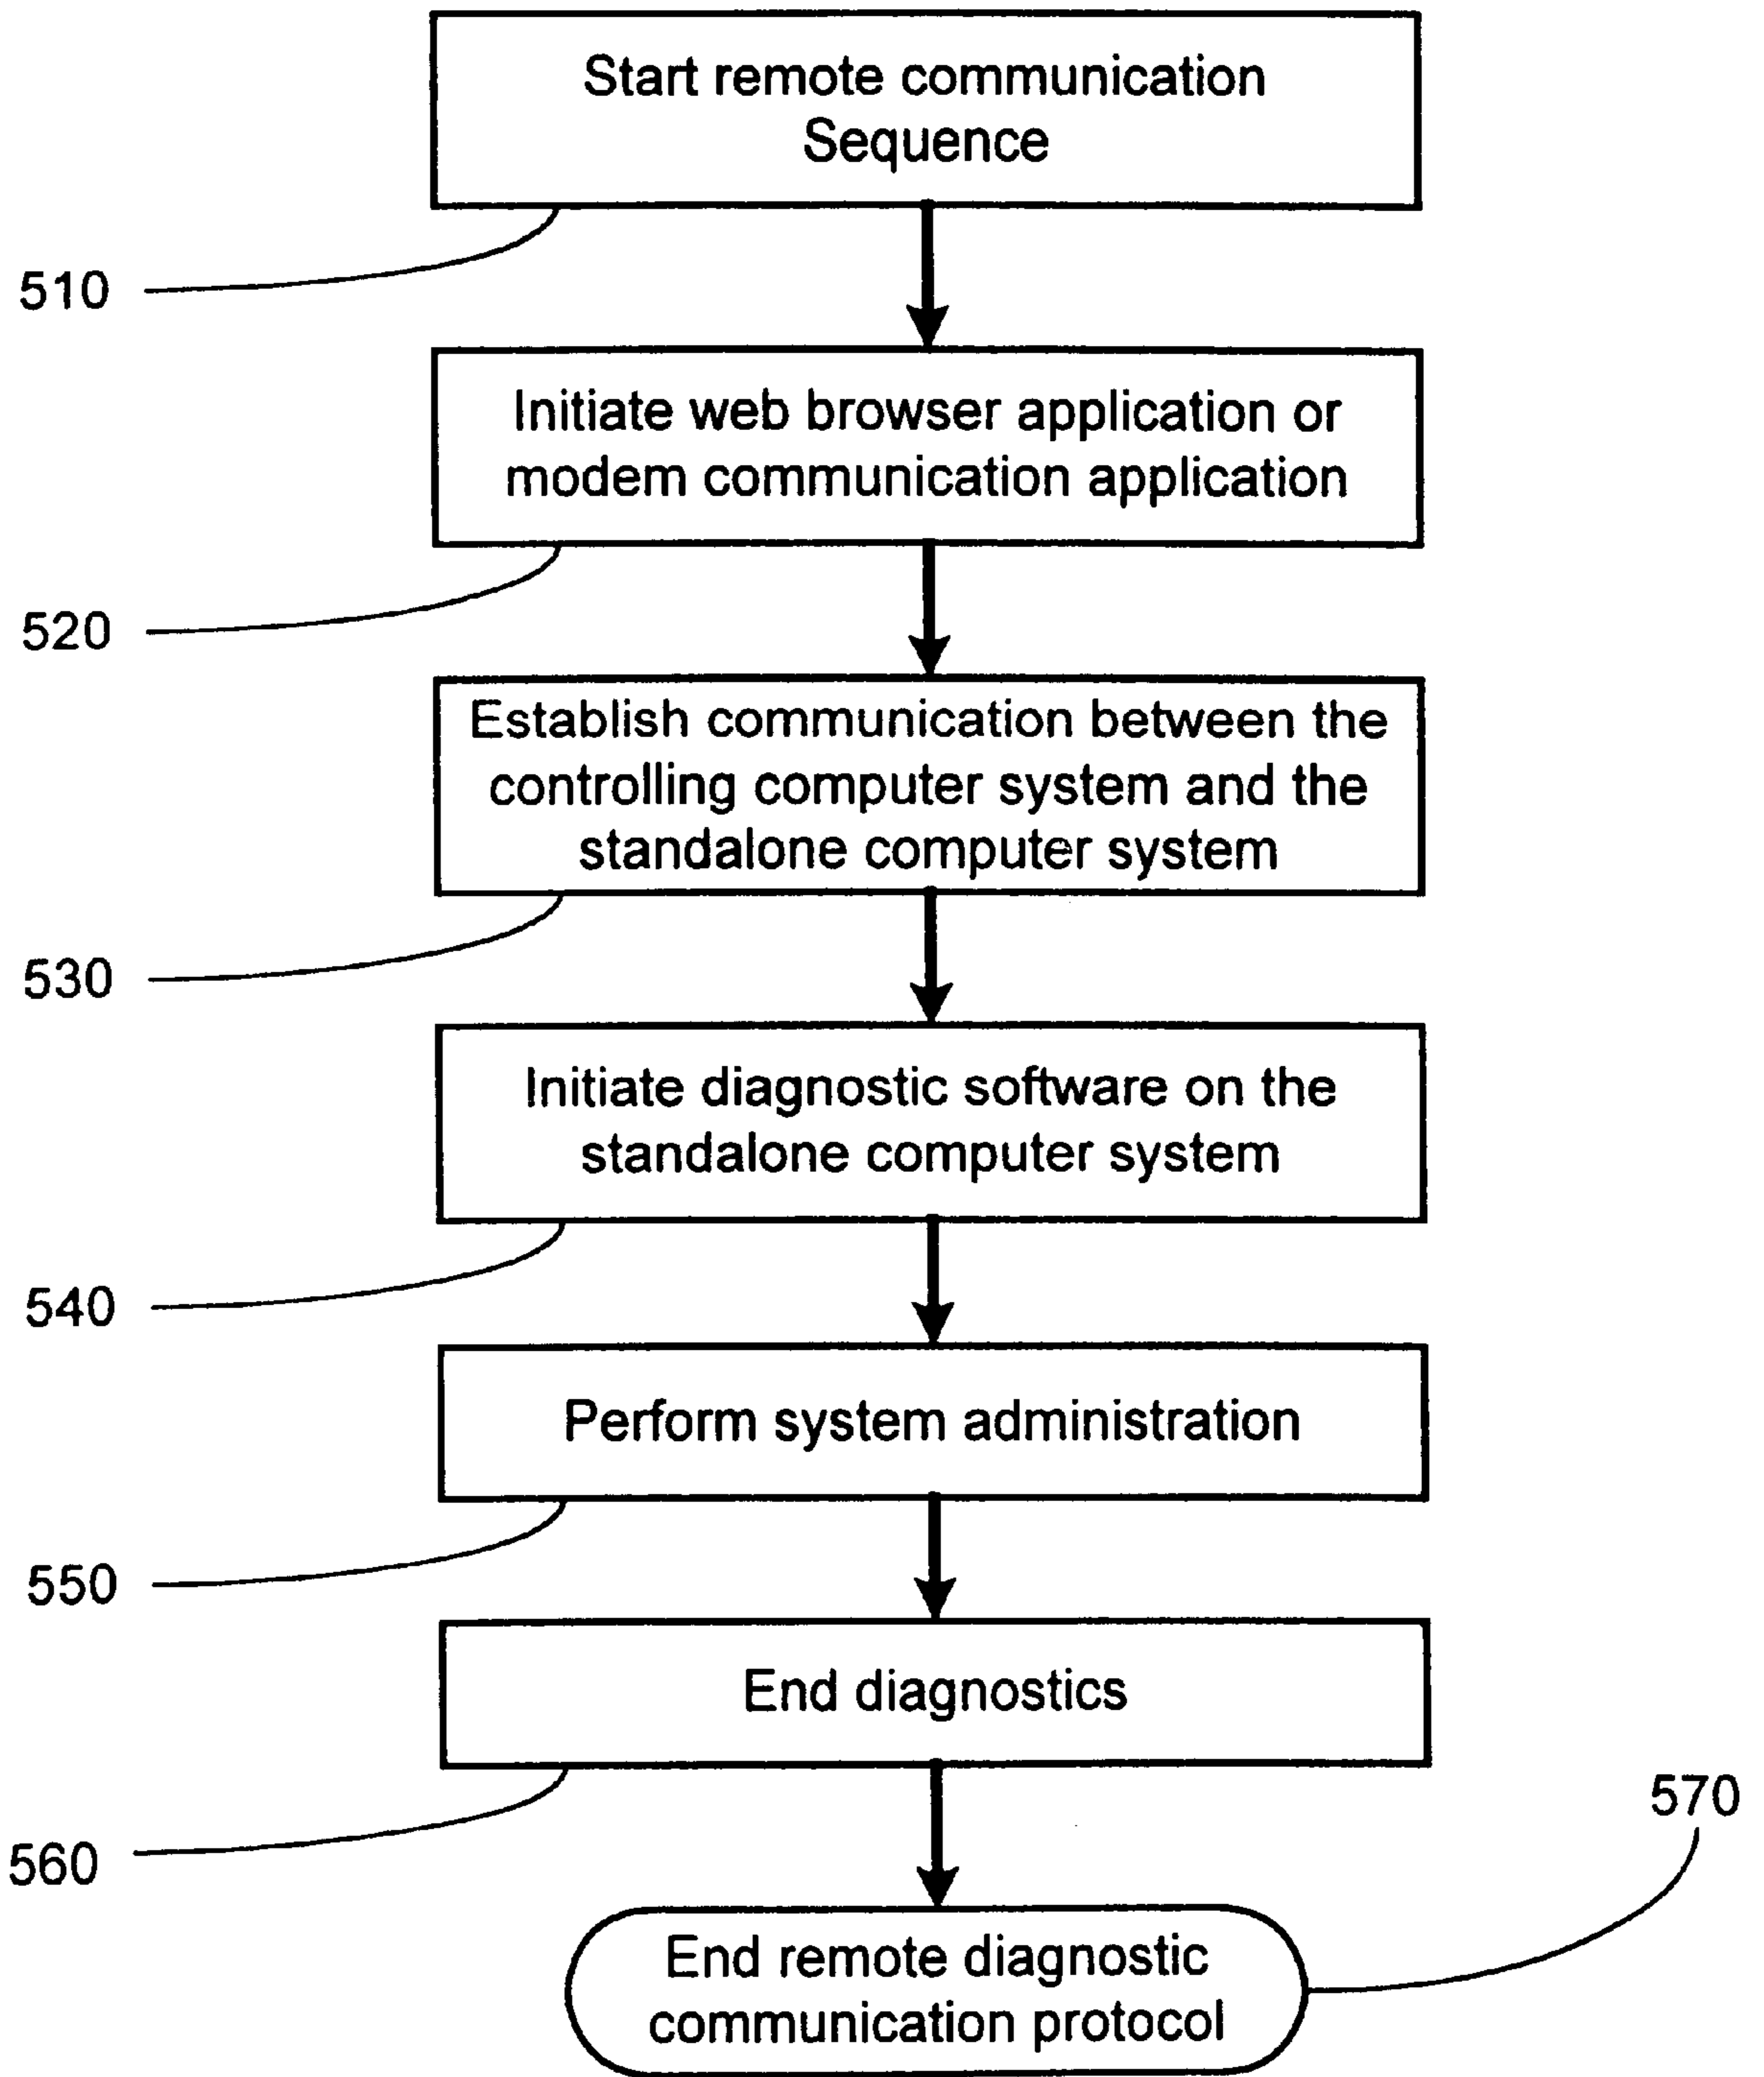 Start remote communication
Sequence
510
Initiate web browser application or
modem communication application
520
Establish communication between the
controlling computer system and the
standalone computer system
530
Initiate diagnostic software on the
standalone computer system
540
Perform system administration
550
End diagnostics
560
570
End remote diagnostic
communication protocol